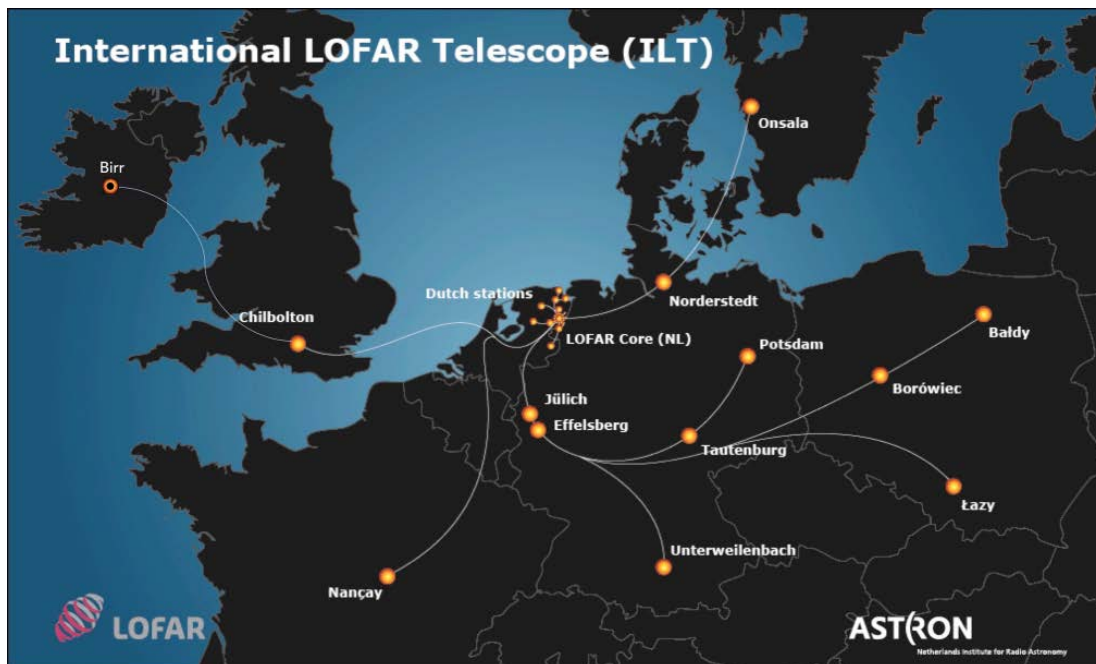 International LOFAR Telescope (ILT)
Onsala
Birr
Dutch stations
Norderstedt
Chilbolton
LOFAR Core (NL)
Bałdy
Potsdam
Borówiec
Jülich
Effelsberg
Tautenburg
Łazy
Unterweilenbach
Nançay
LOFAR
ASTRON
Netherlands Institute for Radio Astronomy